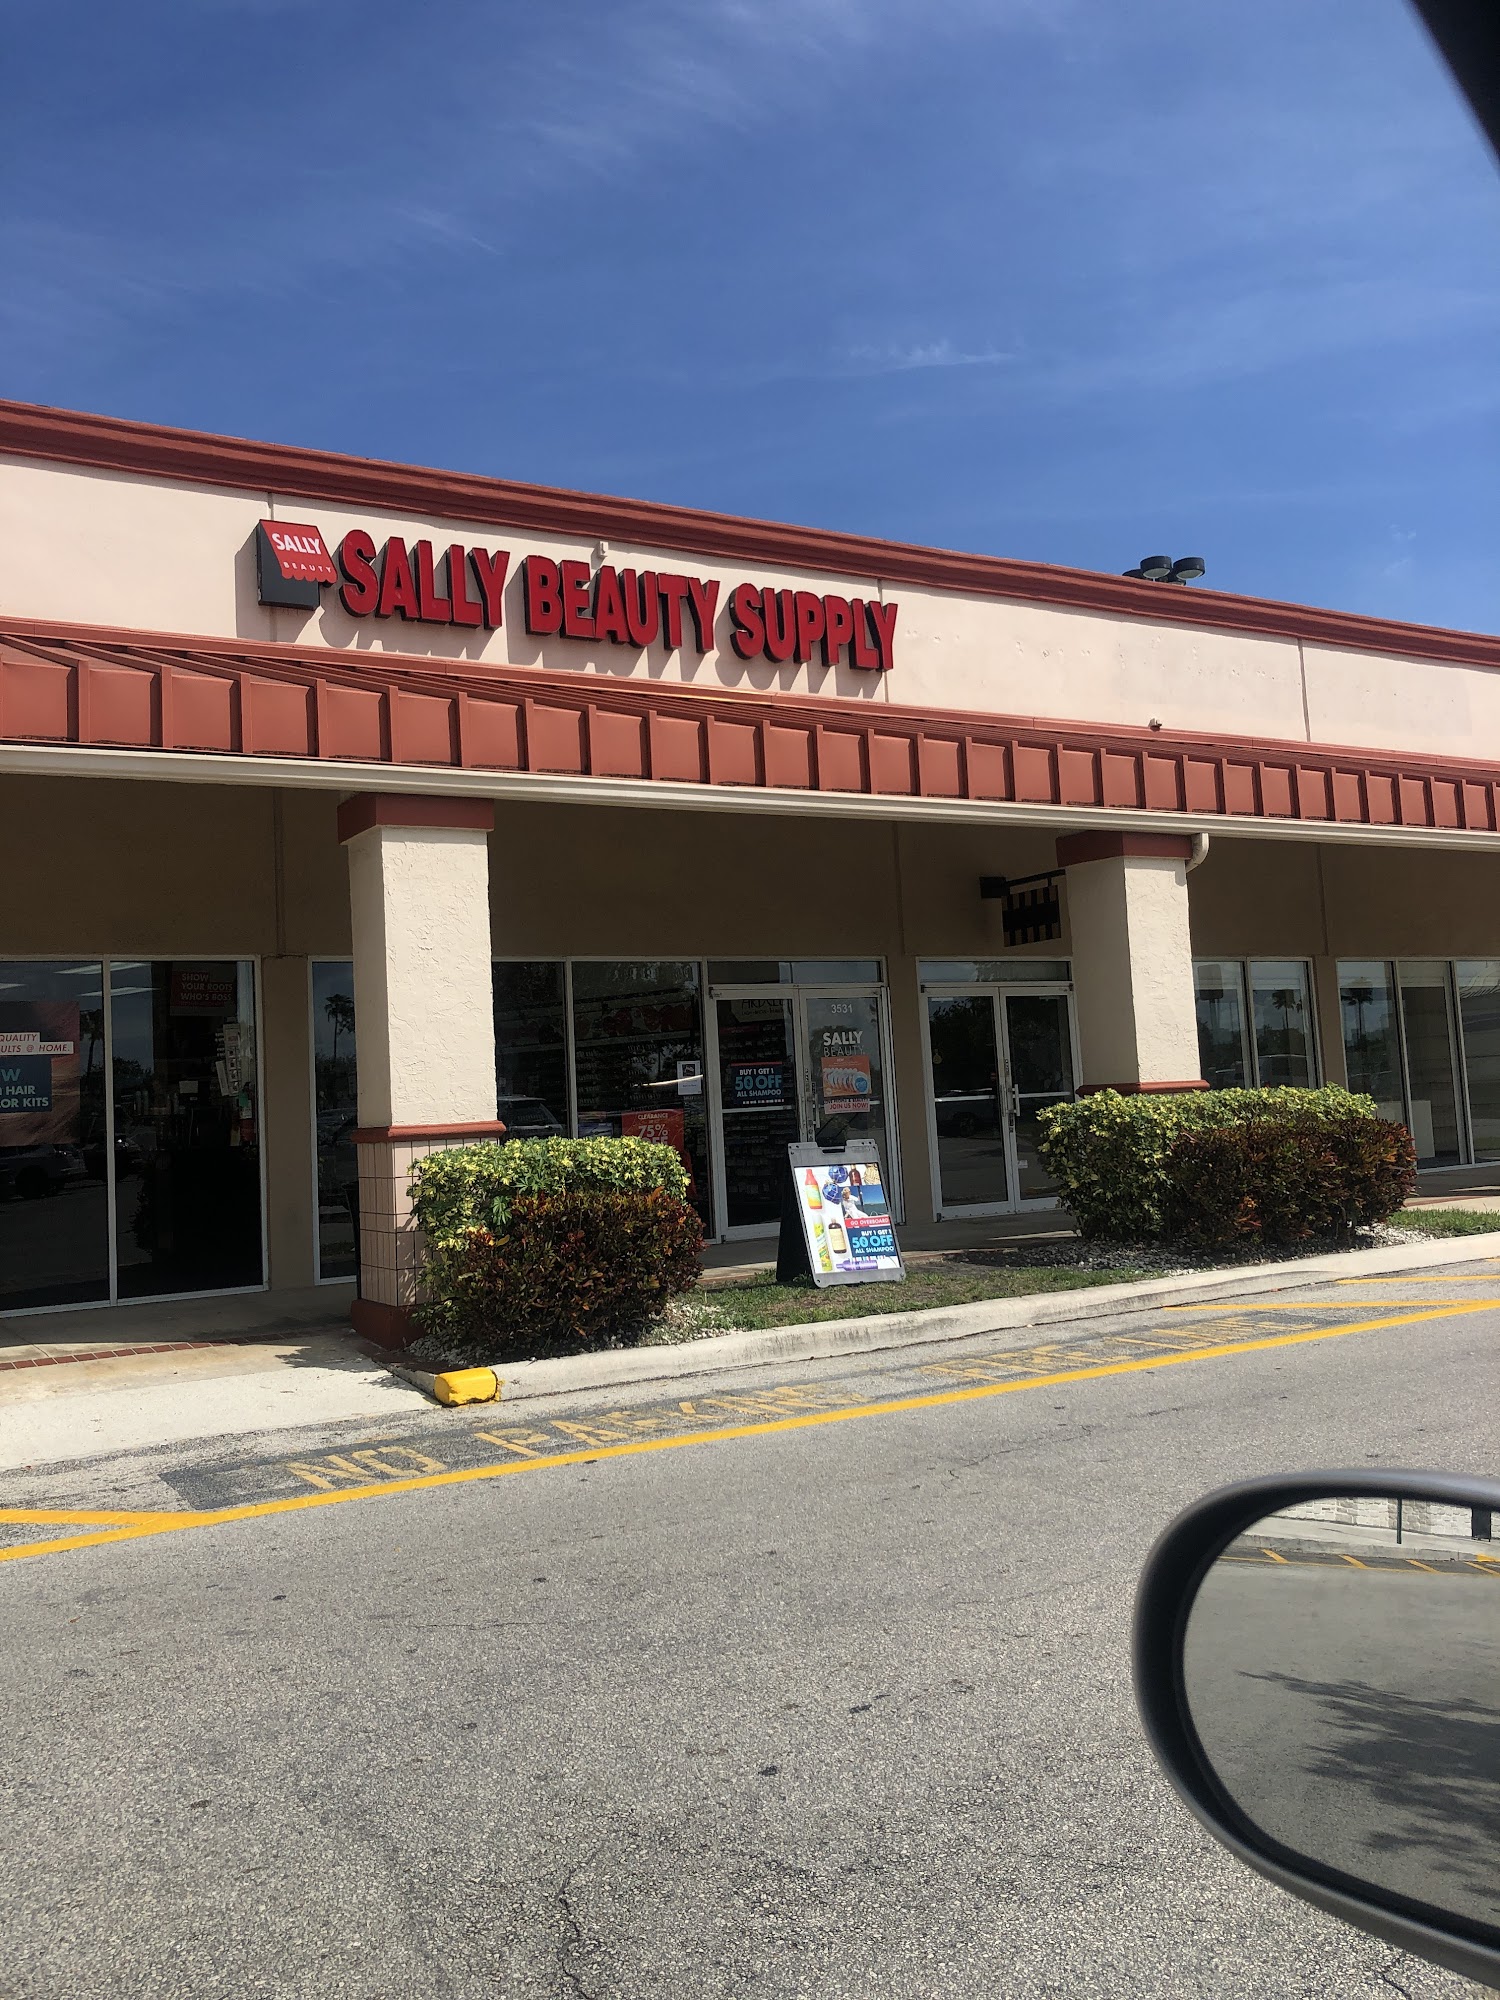 SALLY
BEAUTY
SALLY BEAUTY SUPPLY
SHOW
YOUR ROOTS
WHO'S BOSS
QUALITY
ULTS @ HOME.
W
HAIR
OR KITS
3531
SALLY
BEAUTY
JOIN US NOW!
BUY 1 GET 1
50 OFF
ALL SHAMPOO
CLEARANCE
75%
GO OVERBOARD
BUY 1 GET 1
50 OFF
ALL SHAMPOO
NO PARKING FIRE LANE